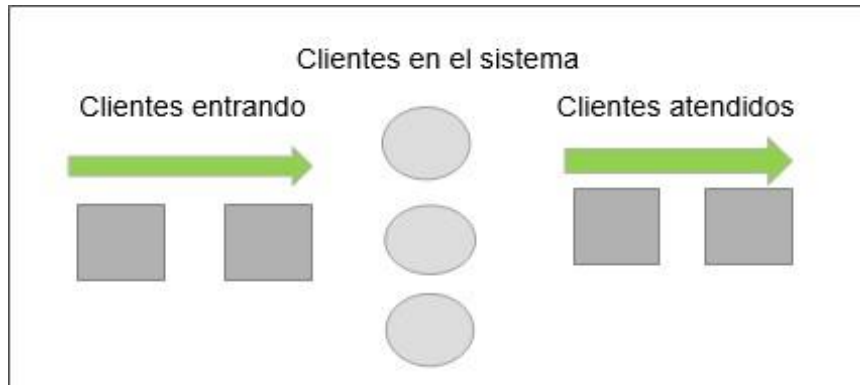 Clientes en el sistema
Clientes entrando
Clientes atendidos